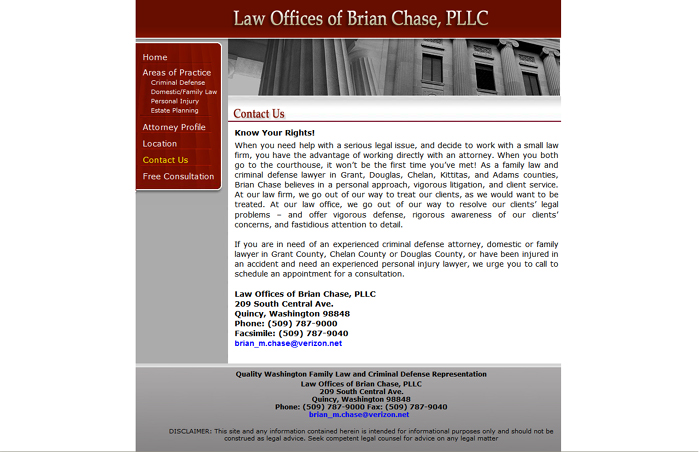 Law Offices of Brian Chase, PLLC
Home
Areas of Practice
Criminal Defense
Domestic/Family Law
Personal Injury
Estate Planning
Attorney Profile
Location
Contact Us
Free Consultation
Contact Us
Know Your Rights!
When you need help with a serious legal issue, and decide to work with a small law
firm, you have the advantage of working directly with an attorney. When you both
go to the courthouse, it won't be the first time you've met! As a family law and
criminal defense lawyer in Grant, Douglas, Chelan, Kittitas, and Adams counties,
Brian Chase believes in a personal approach, vigorous litigation, and client service.
At our law firm, we go out of our way to treat our clients, as we would want to be
treated. At our law office, we go out of our way to resolve our clients' legal
problems – and offer vigorous defense, rigorous awareness of our clients'
concerns, and fastidious attention to detail.
If you are in need of an experienced criminal defense attorney, domestic or family
lawyer in Grant County, Chelan County or Douglas County, or have been injured in
an accident and need an experienced personal injury lawyer, we urge you to call to
schedule an appointment for a consultation.
Law Offices of Brian Chase, PLLC
209 South Central Ave.
Quincy, Washington 98848
Phone: (509) 787-9000
Facsimile: (509) 787-9040
brian_m.chase@verizon.net
Quality Washington Family Law and Criminal Defense Representation
Law Offices of Brian Chase, PLLC
209 South Central Ave.
Quincy, Washington 98848
Phone: (509) 787-9000 Fax: (509) 787-9040
brian_m.chase@verizon.net
DISCLAIMER: This site and any information contained herein is intended for informational purposes only and should not be
construed as legal advice. Seek competent legal counsel for advice on any legal matter